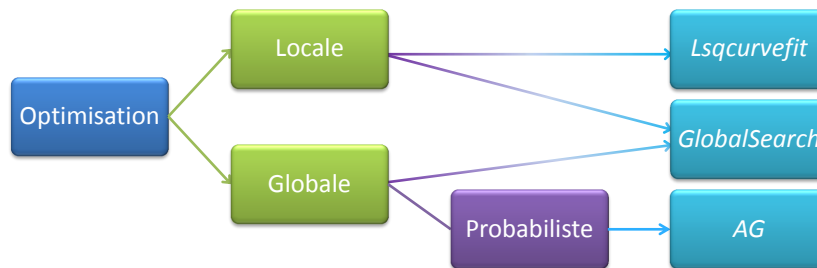 Optimisation
Locale
Globale
Probabiliste
Lsqcurvefit
GlobalSearch
AG